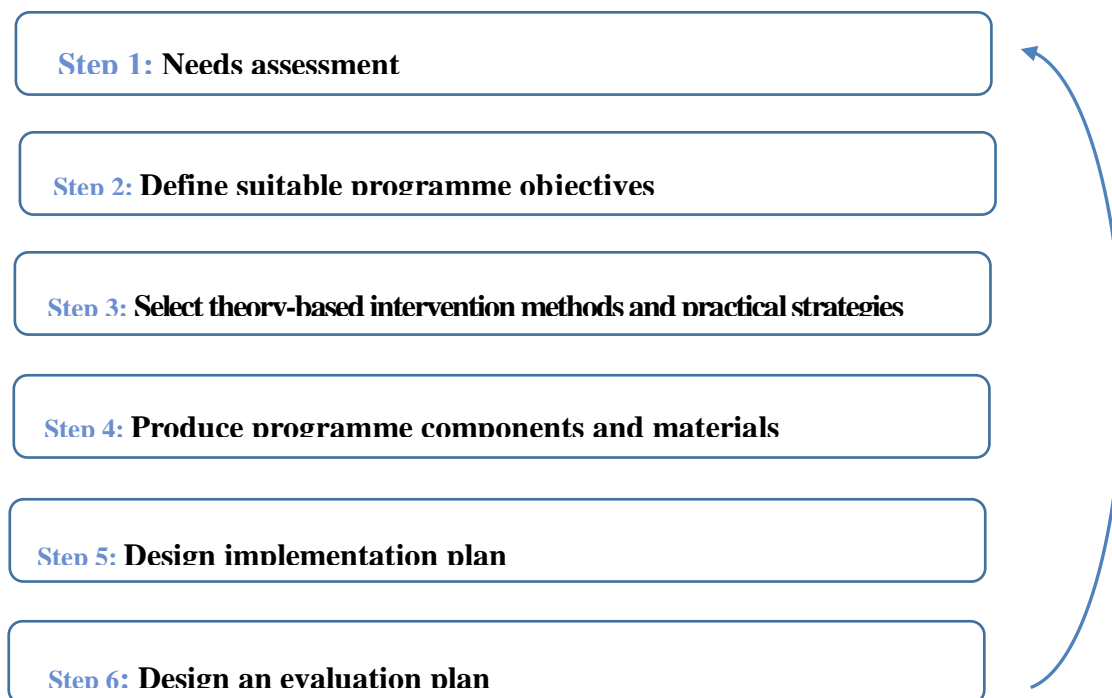 Step 1: Needs assessment
Step 2: Define suitable programme objectives
Step 3: Select theory-based intervention methods and practical strategies
Step 4: Produce programme components and materials
Step 5: Design implementation plan
Step 6: Design an evaluation plan